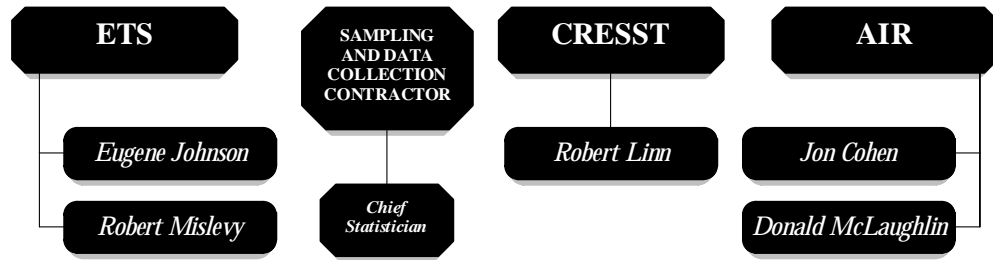 ETS
Eugene Johnson
Robert Mislevy
SAMPLING
AND DATA
COLLECTION
CONTRACTOR
Chief
Statistician
CRESST
Robert Linn
AIR
Jon Cohen
Donald McLaughlin